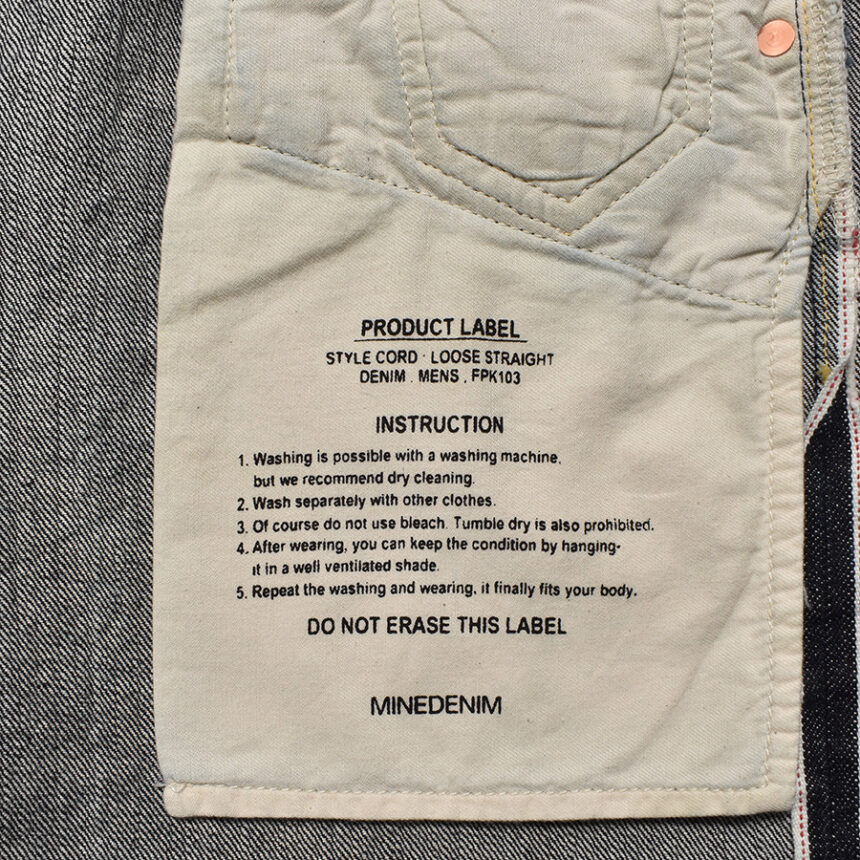 PRODUCT LABEL
STYLE CORD · LOOSE STRAIGHT
DENIM . MENS . FPK103
INSTRUCTION
1. Washing is possible with a washing machine,
but we recommend dry cleaning.
2. Wash separately with other clothes.
3. Of course do not use bleach. Tumble dry is also prohibited.
4. After wearing, you can keep the condition by hanging-
it in a well ventilated shade.
5. Repeat the washing and wearing, it finally fits your body.
DO NOT ERASE THIS LABEL
MINEDENIM